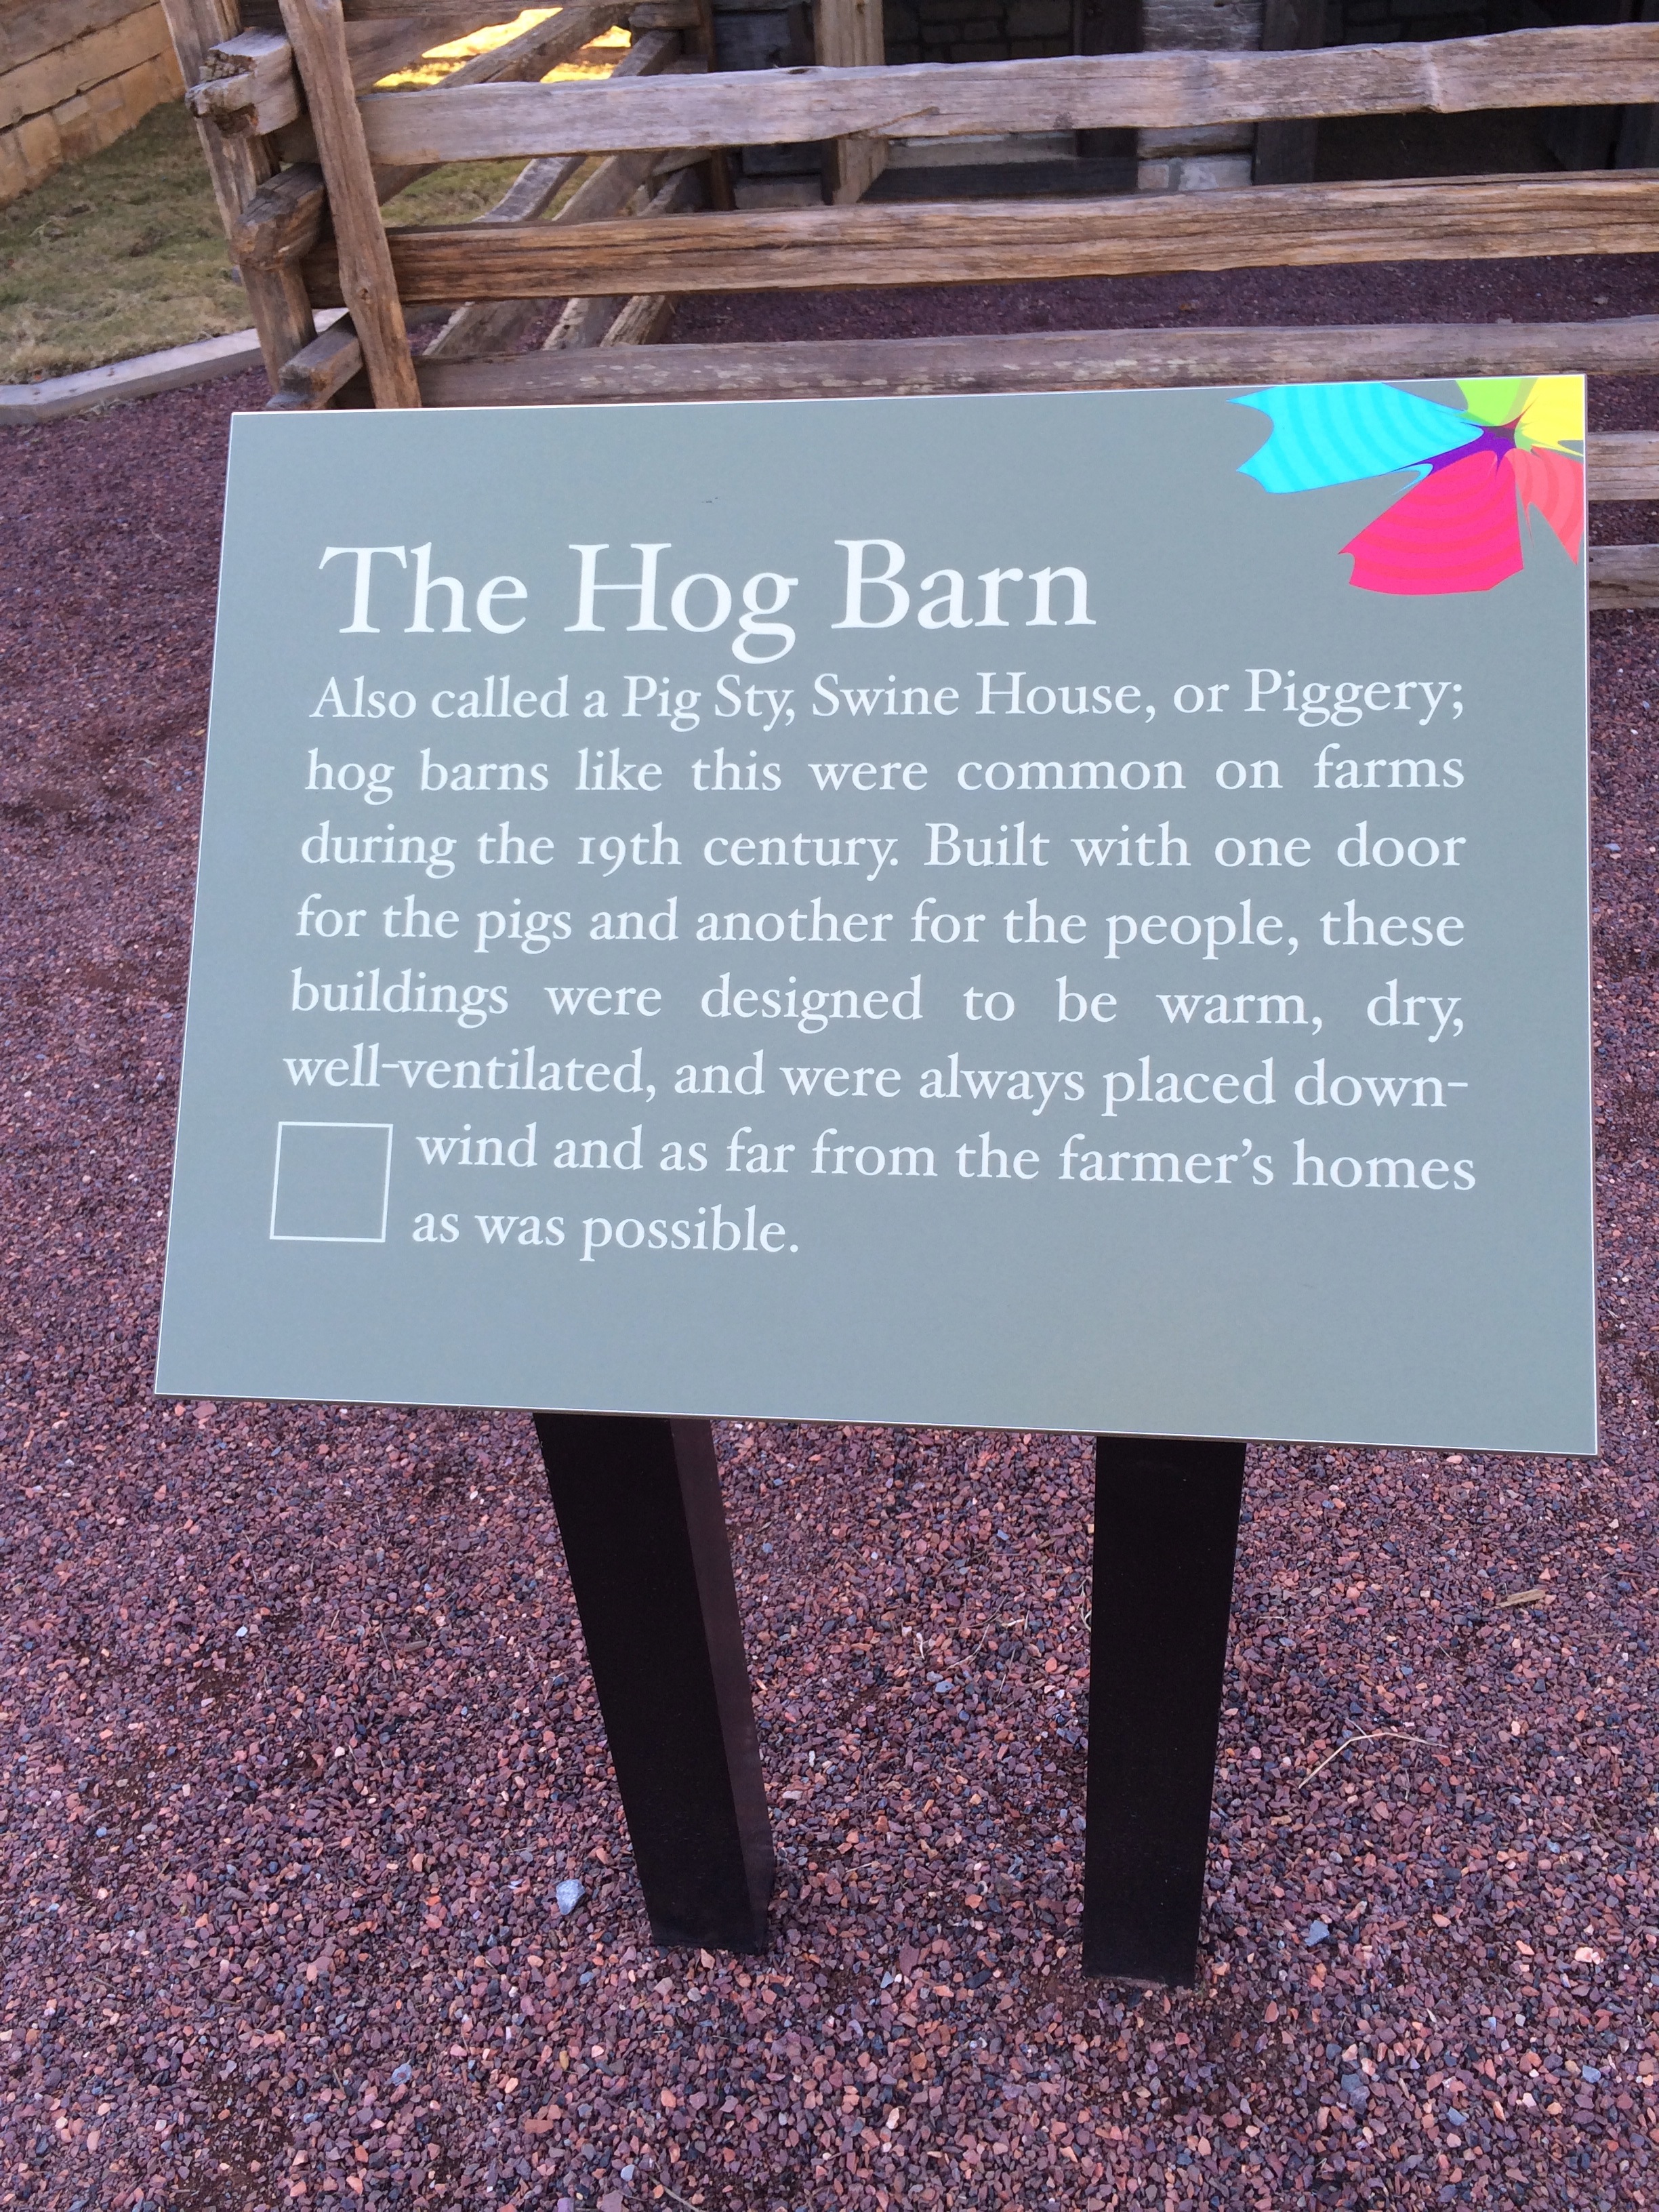 The Hog Barn
Also called a Pig Sty, Swine House, or Piggery;
hog barns like this were common on farms
during the 19th century. Built with one door
for the pigs and another for the people, these
buildings were designed to be warm, dry,
well-ventilated, and were always placed down-
wind and as far from the farmer’s homes
as was possible.